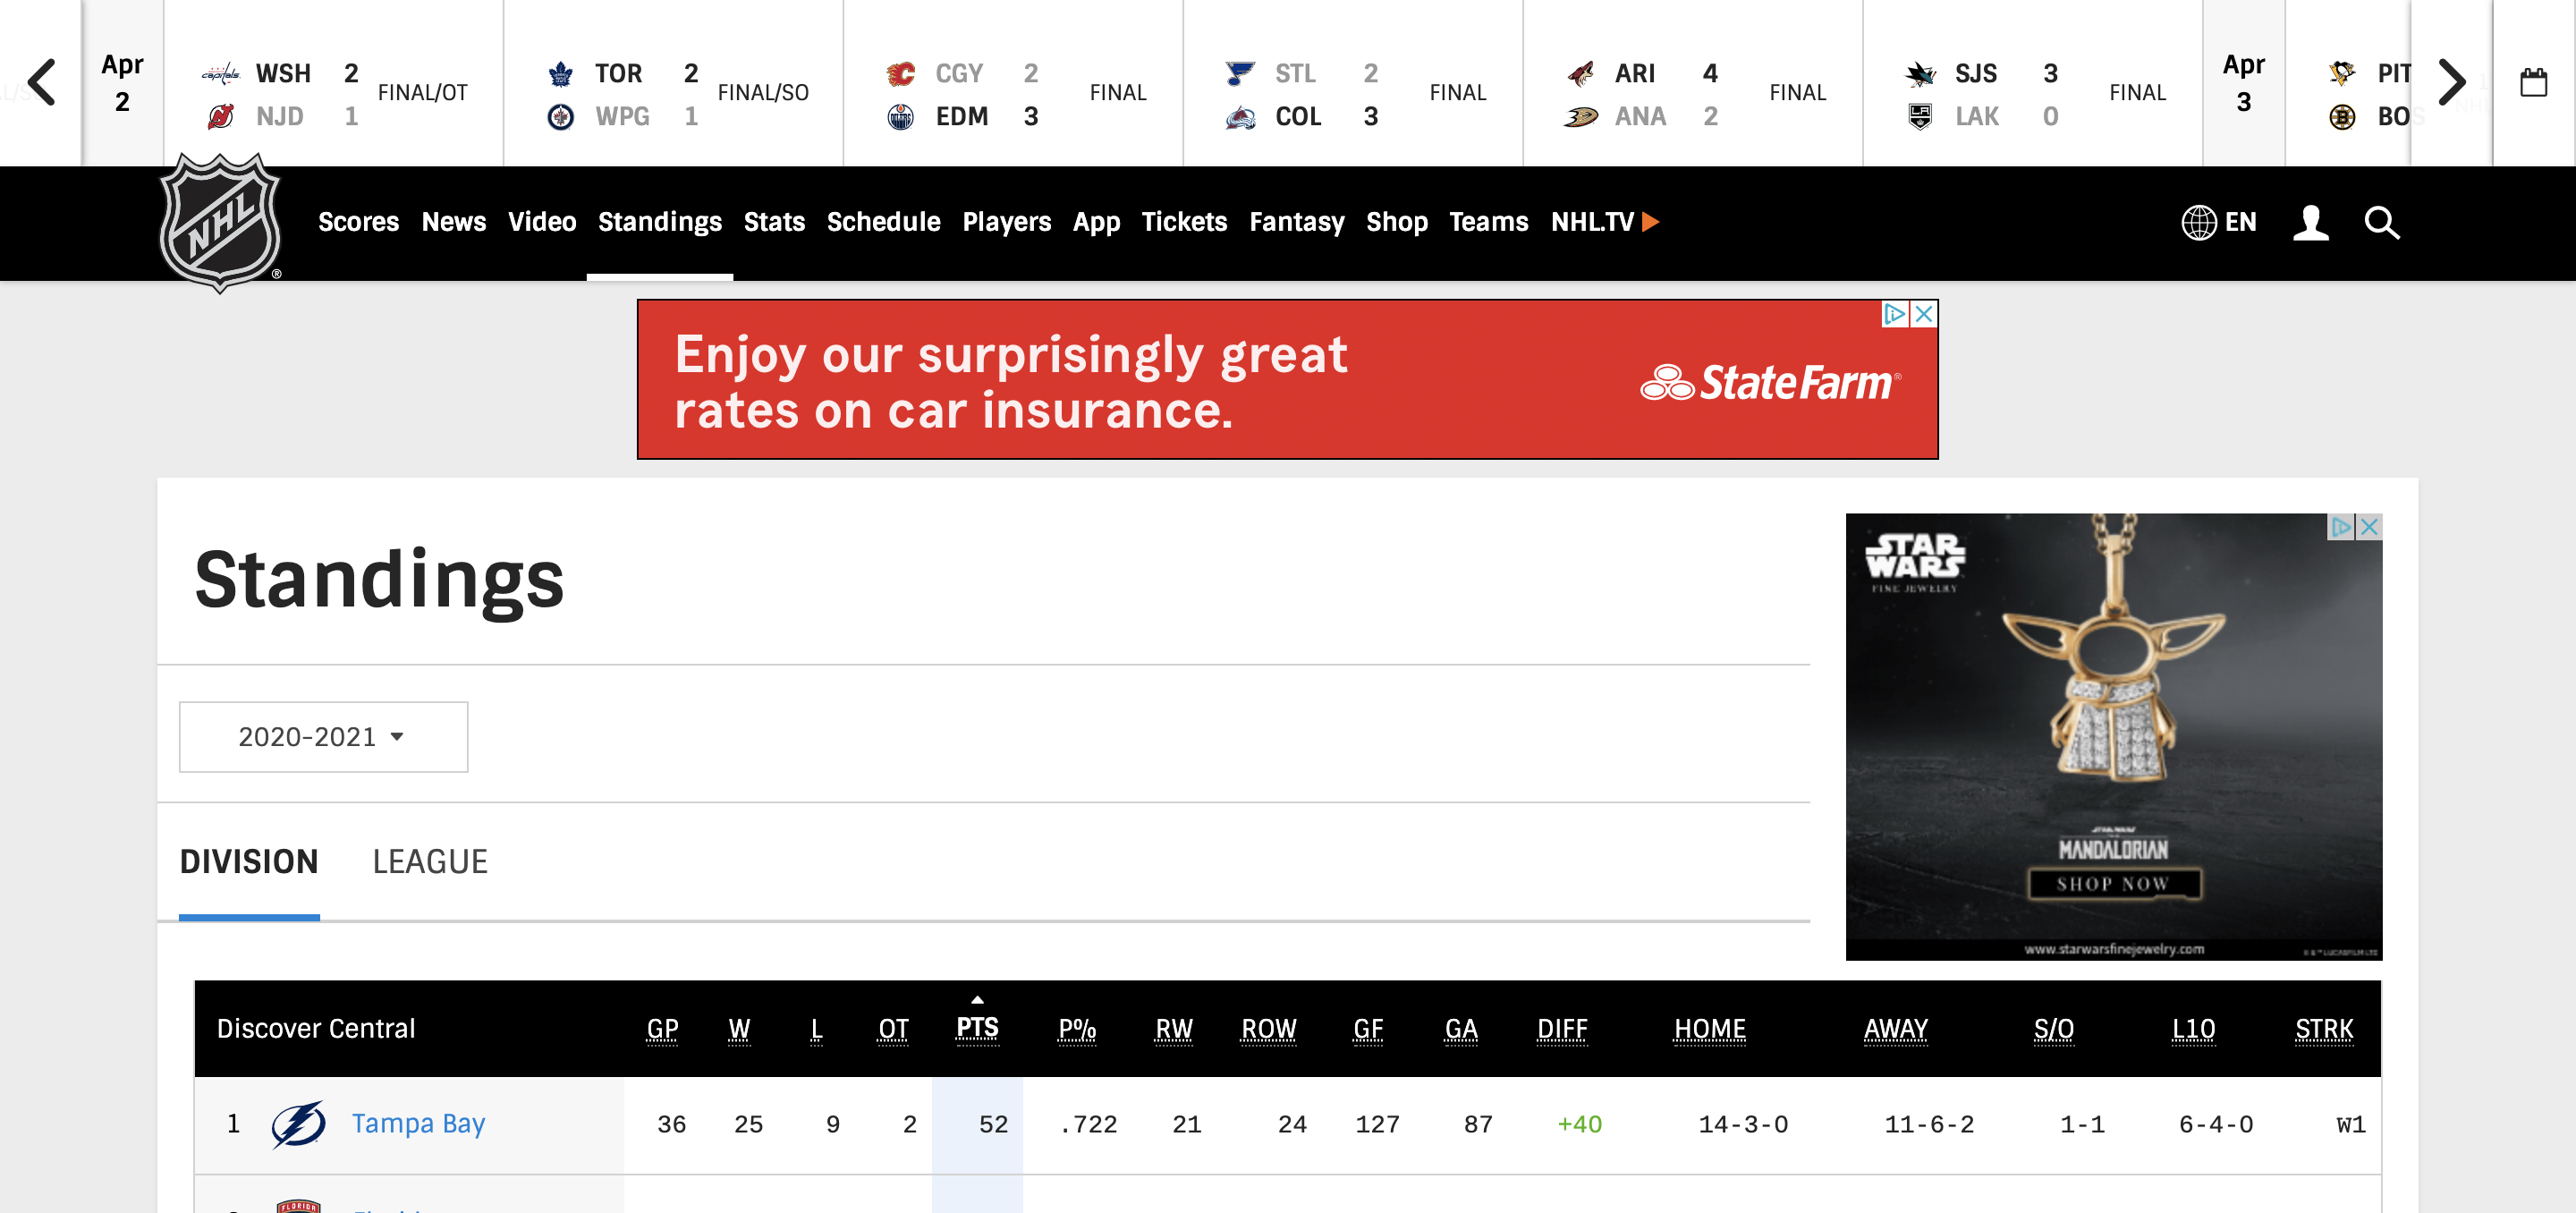 Apr
2
WSH 2
NJD 1
FINAL/OT
TOR 2
WPG 1
FINAL/SO
CGY 2
EDM 3
FINAL
STL 2
COL 3
FINAL
ARI 4
ANA 2
FINAL
SJS 3
LAK 0
FINAL
Apr
3
PIT
BOS
NHL
Scores News Video Standings Stats Schedule Players App Tickets Fantasy Shop Teams NHL.TV
EN
Enjoy our surprisingly great
rates on car insurance.
StateFarm®
Standings
2020-2021
DIVISION LEAGUE
STAR
WARS
FINE JEWELRY
STAR WARS
MANDALORIAN
SHOP NOW
www.starwarsfinejewelry.com
Discover Central GP W L OT PTS P% RW ROW GF GA DIFF HOME AWAY S/O L10 STRK
1 Tampa Bay 36 25 9 2 52 .722 21 24 127 87 +40 14-3-0 11-6-2 1-1 6-4-0 W1
FLORIDA